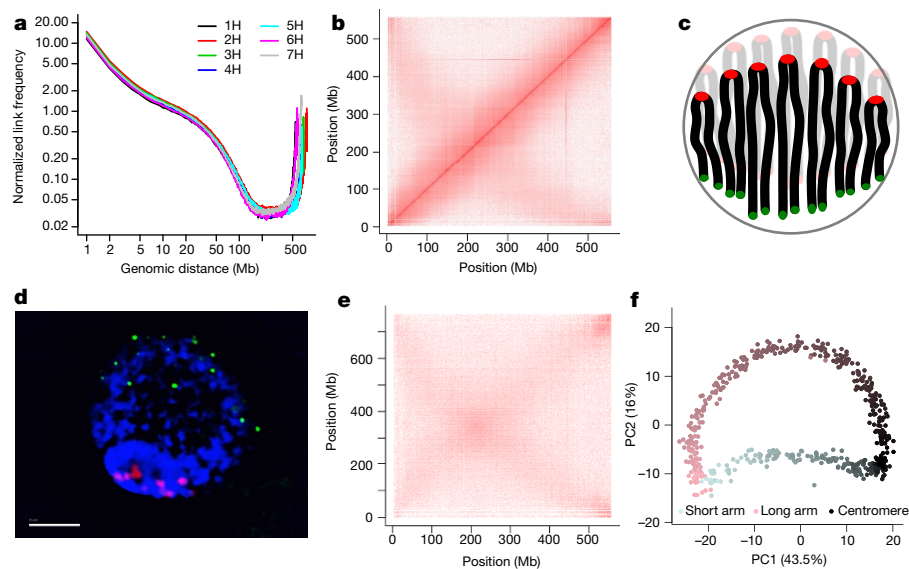 a
20.00
10.00
5.00
2.00
1.00
0.50
0.20
0.10
0.05
0.02
1
2
5
10
20
50
100
500
Normalized link frequency
Genomic distance (Mb)
1H
2H
3H
4H
5H
6H
7H
b
500
400
300
200
100
0
0
100
200
300
400
500
Position (Mb)
Position (Mb)
c
d
e
600
400
200
0
0
100
200
300
400
500
Position (Mb)
Position (Mb)
f
20
10
0
−10
−20
−20
−10
0
10
20
PC2 (16%)
PC1 (43.5%)
Short arm
Long arm
Centromere